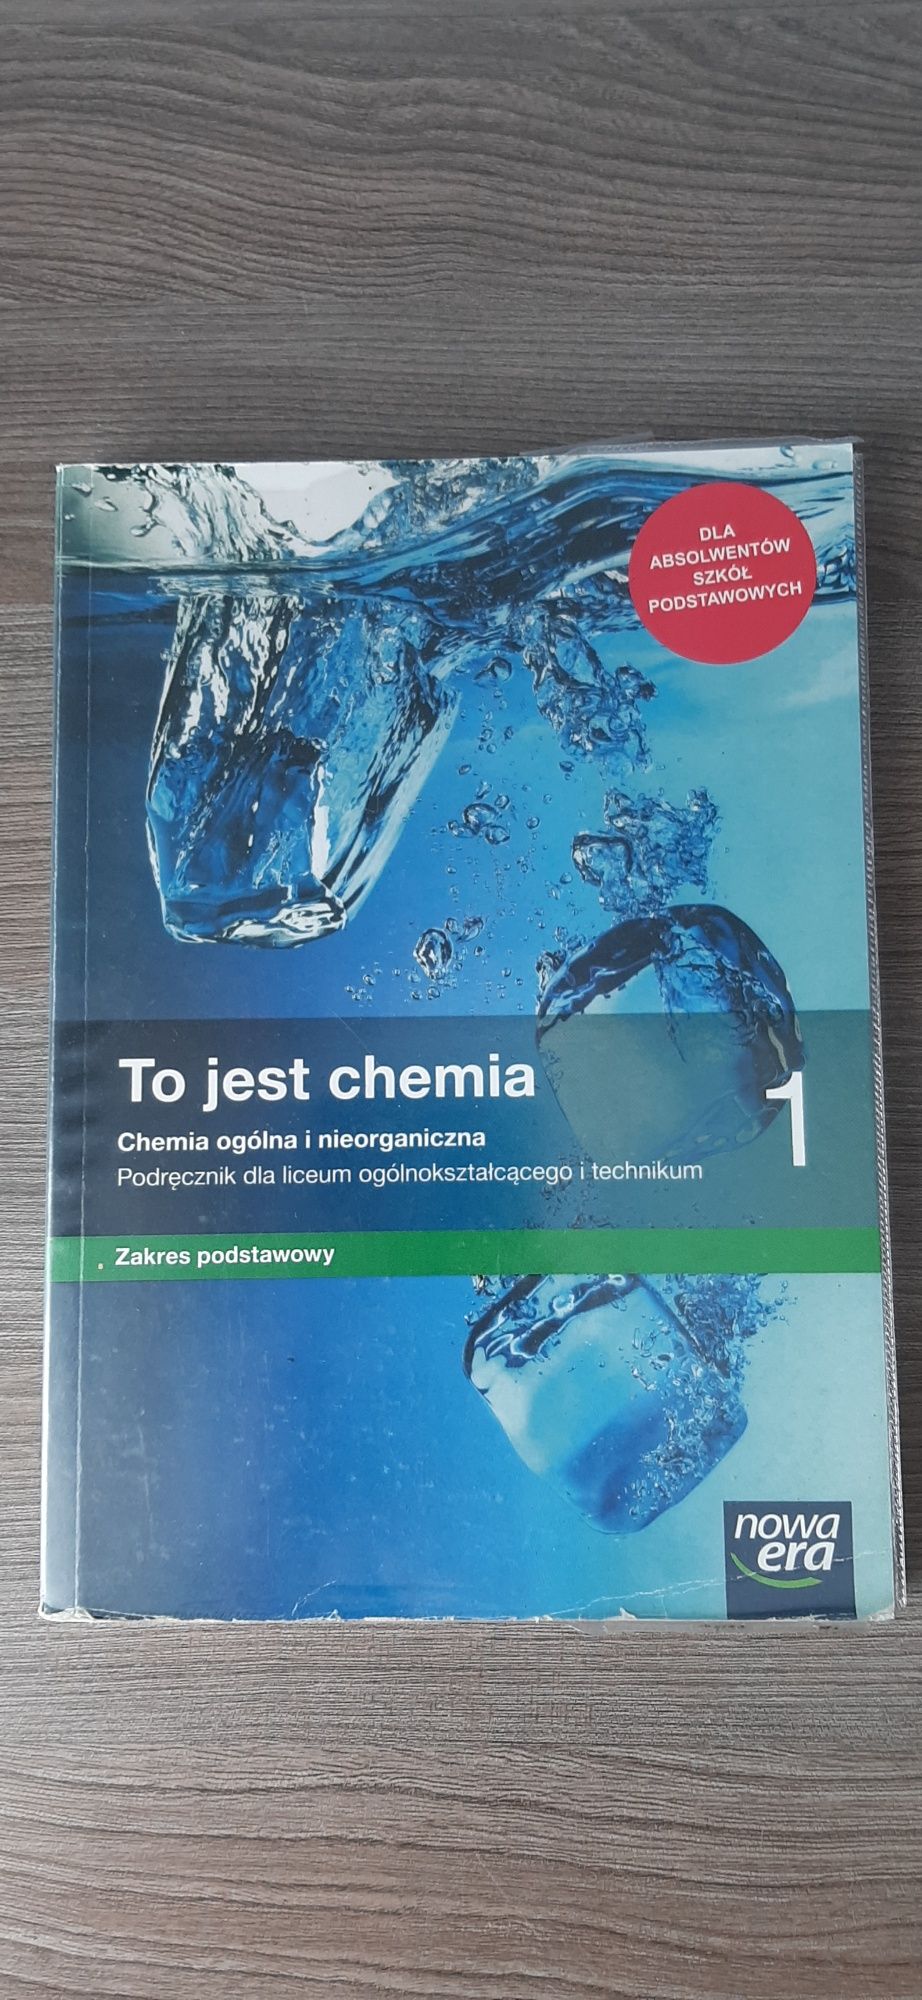 DLA
ABSOLWENTÓW
SZKÓŁ
PODSTAWOWYCH
To jest chemia
1
Chemia ogólna i nieorganiczna
Podręcznik dla liceum ogólnokształcącego i technikum
Zakres podstawowy
nowa
era